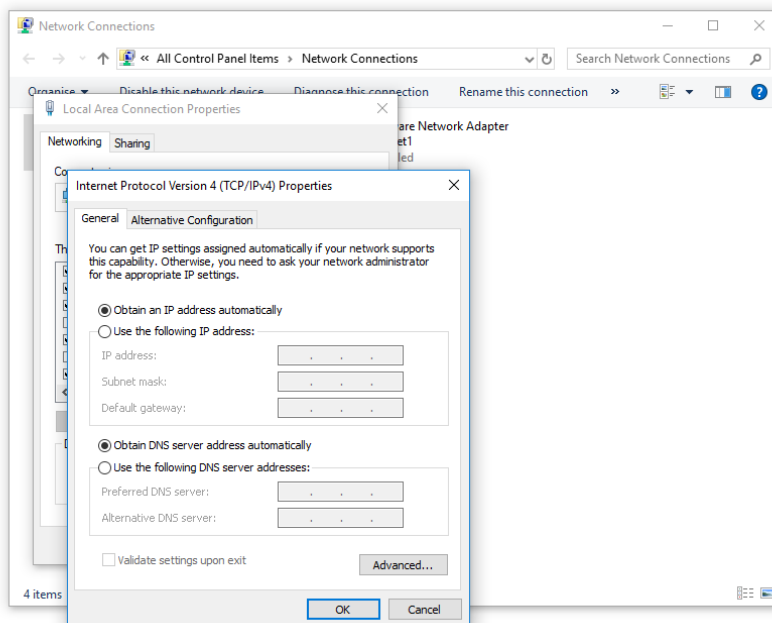 Network Connections
« All Control Panel Items › Network Connections
Search Network Connections
Organise Disable this network device Diagnose this connection Rename this connection »
Local Area Connection Properties
Networking Sharing
Network Adapter
Internet Protocol Version 4 (TCP/IPv4) Properties
General Alternative Configuration
You can get IP settings assigned automatically if your network supports
this capability. Otherwise, you need to ask your network administrator
for the appropriate IP settings.
Obtain an IP address automatically
Use the following IP address:
IP address:
Subnet mask:
Default gateway:
Obtain DNS server address automatically
Use the following DNS server addresses:
Preferred DNS server:
Alternative DNS server:
Validate settings upon exit
Advanced...
4 items
OK Cancel